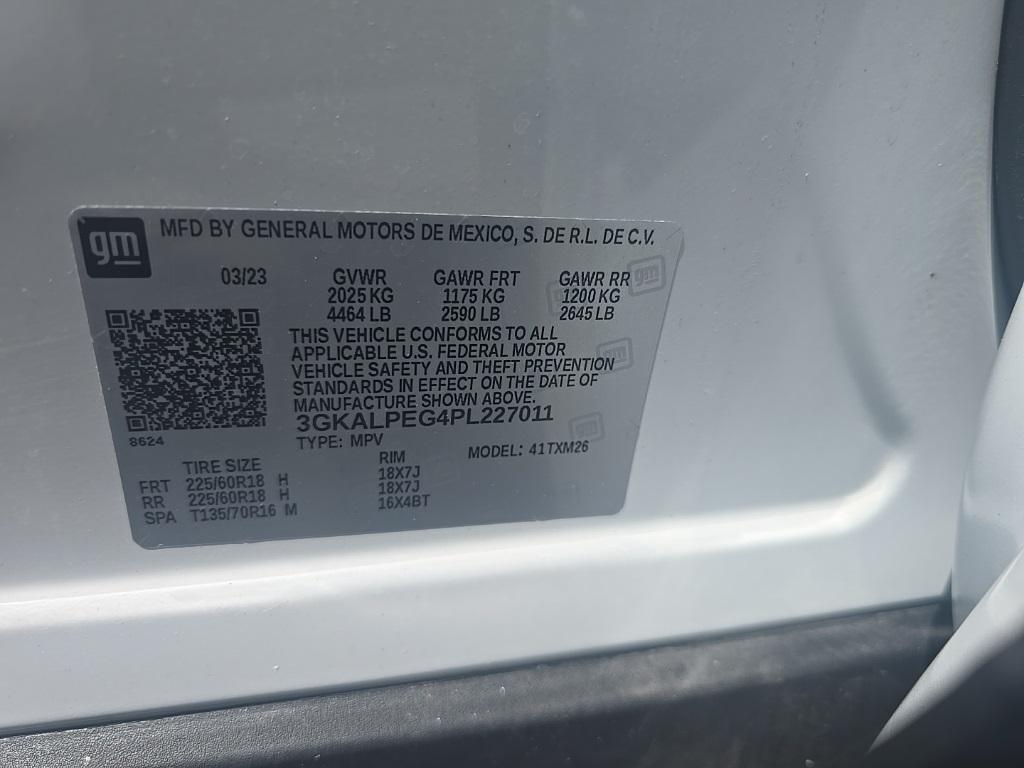 gm
MFD BY GENERAL MOTORS DE MEXICO, S. DE R.L. DE C.V.
03/23 GVWR GAWR FRT GAWR RR
2025 KG 1175 KG 1200 KG
4464 LB 2590 LB 2645 LB
THIS VEHICLE CONFORMS TO ALL
APPLICABLE U.S. FEDERAL MOTOR
VEHICLE SAFETY AND THEFT PREVENTION
STANDARDS IN EFFECT ON THE DATE OF
MANUFACTURE SHOWN ABOVE.
3GKALPEG4PL227011
8624
TYPE: MPV MODEL: 41TXM26
TIRE SIZE RIM
FRT 225/60R18 H 18X7J
RR 225/60R18 H 18X7J
SPA T135/70R16 M 16X4BT
gm
gm
gm